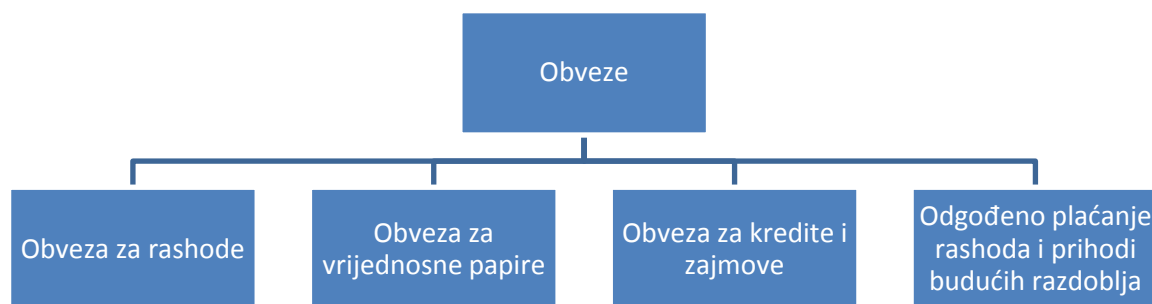 Obveze
Obveza za rashode
Obveza za
vrijednosne papire
Obveza za kredite i
zajmove
Odgođeno plaćanje
rashoda i prihodi
budućih razdoblja